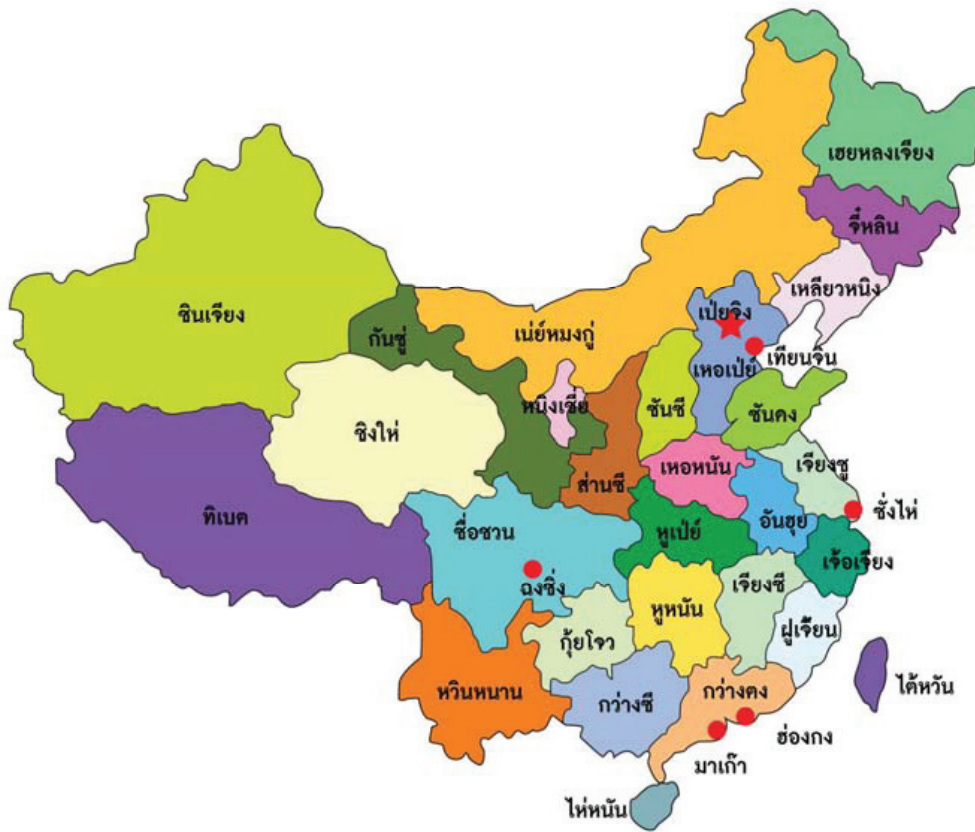 เฮยหลงเจียง
จี๋หลิน
เหลียวหนิง
เป่ยจิง
ซินเจียง
กันซู่
เน่ย์หมงกู่
เทียนจิน
เหอเป่ย์
หนิงเซี่ย
ซันซี
ซันคง
ชิงไห่
เหอหนัน
เจียงซู
ส่านซี
ซั่งไห่
ทิเบต
ซื่อชวน
หูเป่ย์
อันฮุย
เจ้อเจียง
ฉงชิ่ง
เจียงซี
หูหนัน
ฝูเจี้ยน
กุ้ยโจว
ไต้หวัน
หวินหนาน
กว่างซี
กว่างตง
ฮ่องกง
มาเก๊า
ไห่หนัน